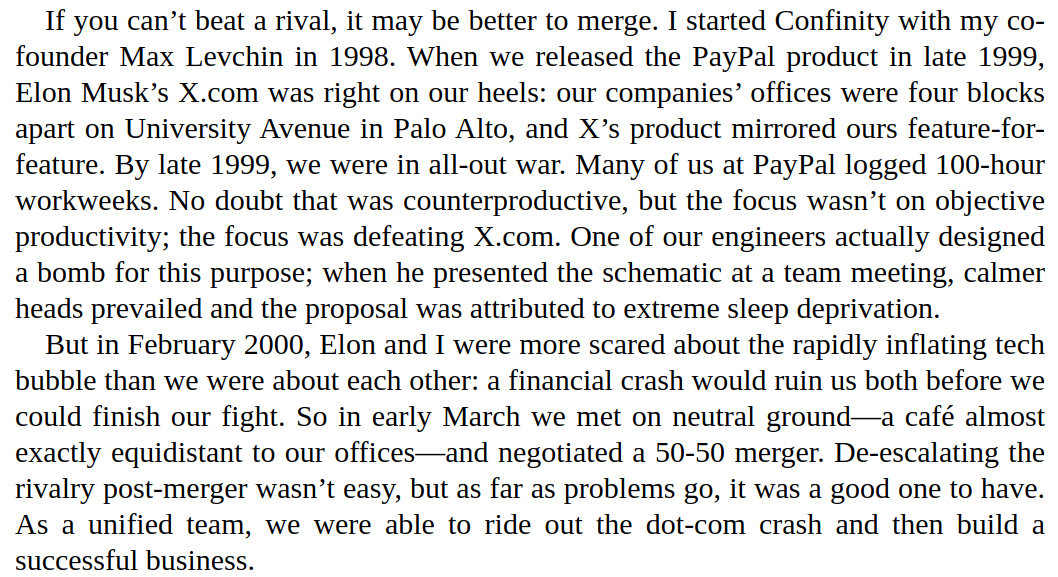 If you can’t beat a rival, it may be better to merge. I started Confinity with my co-
founder Max Levchin in 1998. When we released the PayPal product in late 1999,
Elon Musk’s X.com was right on our heels: our companies’ offices were four blocks
apart on University Avenue in Palo Alto, and X’s product mirrored ours feature-for-
feature. By late 1999, we were in all-out war. Many of us at PayPal logged 100-hour
workweeks. No doubt that was counterproductive, but the focus wasn’t on objective
productivity; the focus was defeating X.com. One of our engineers actually designed
a bomb for this purpose; when he presented the schematic at a team meeting, calmer
heads prevailed and the proposal was attributed to extreme sleep deprivation.
But in February 2000, Elon and I were more scared about the rapidly inflating tech
bubble than we were about each other: a financial crash would ruin us both before we
could finish our fight. So in early March we met on neutral ground—a café almost
exactly equidistant to our offices—and negotiated a 50-50 merger. De-escalating the
rivalry post-merger wasn’t easy, but as far as problems go, it was a good one to have.
As a unified team, we were able to ride out the dot-com crash and then build a
successful business.